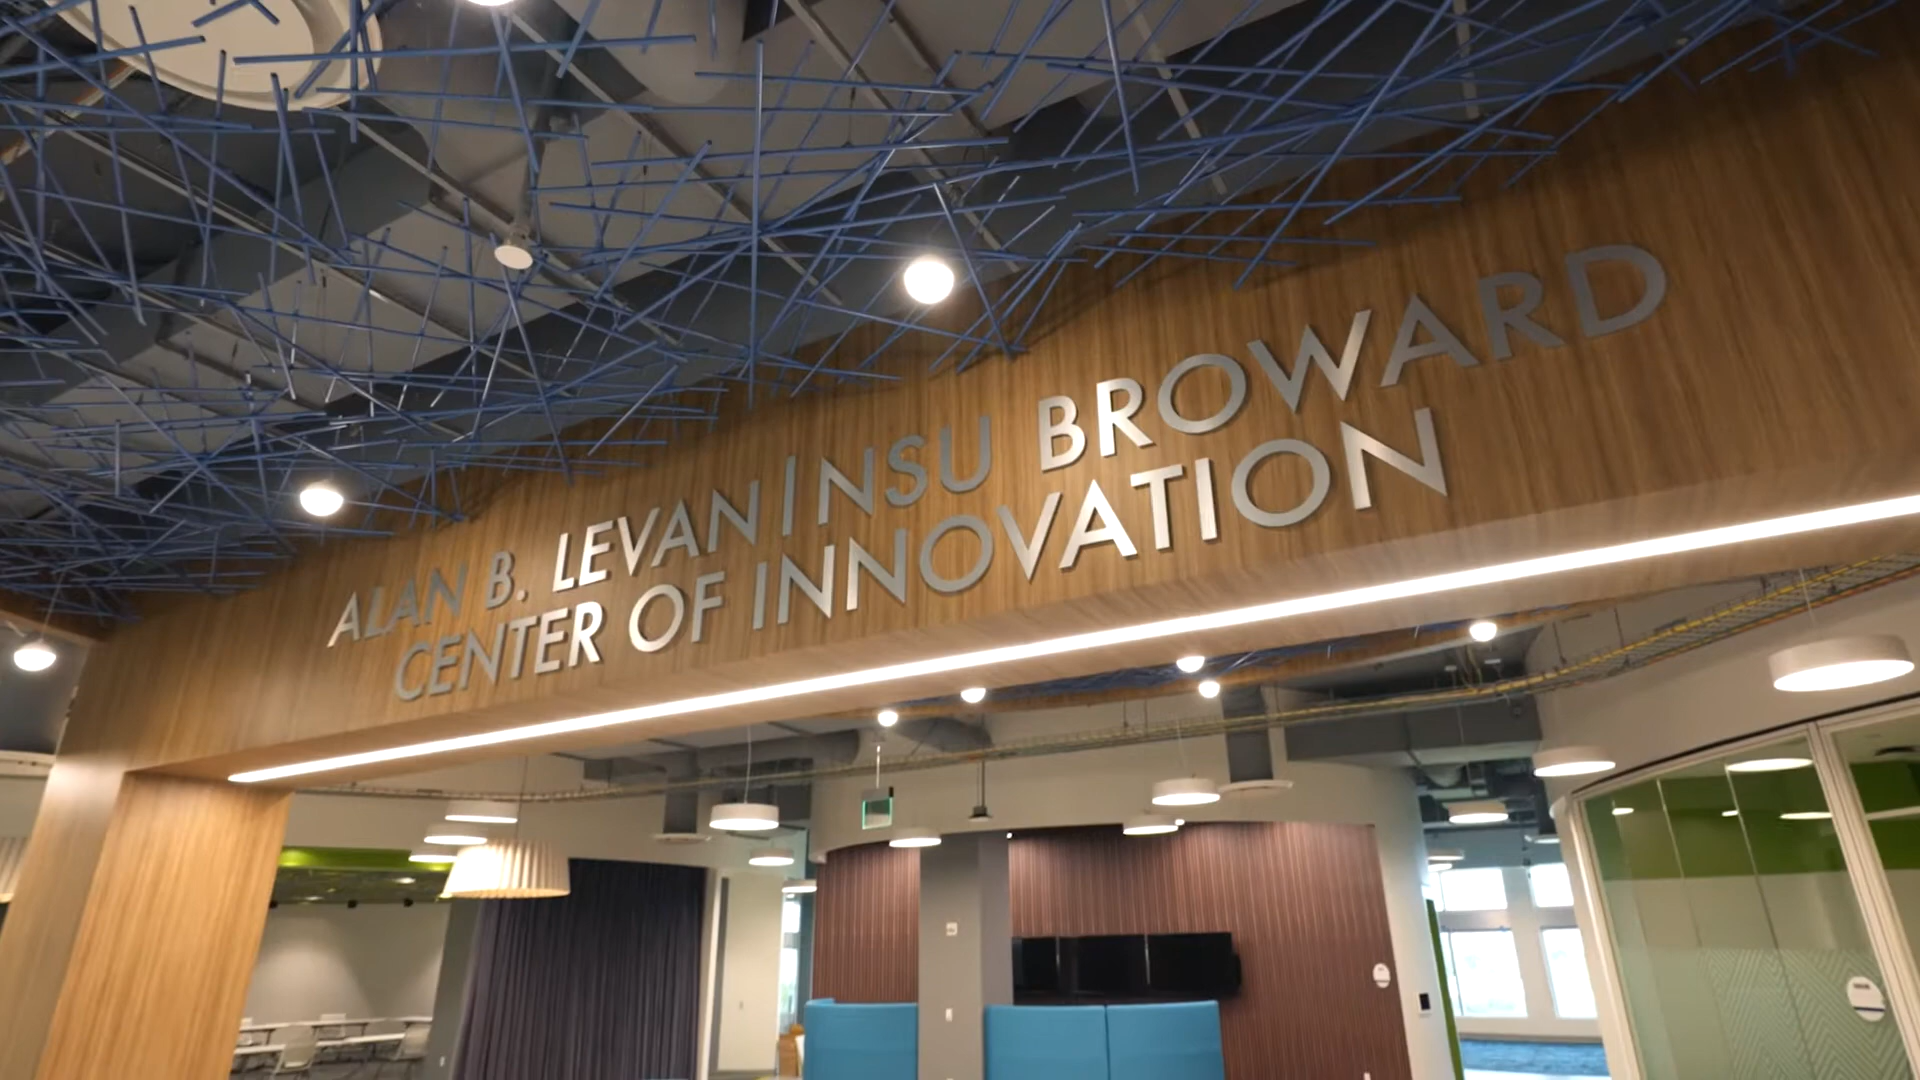 ALAN B. LEVAN | NSU BROWARD
CENTER OF INNOVATION